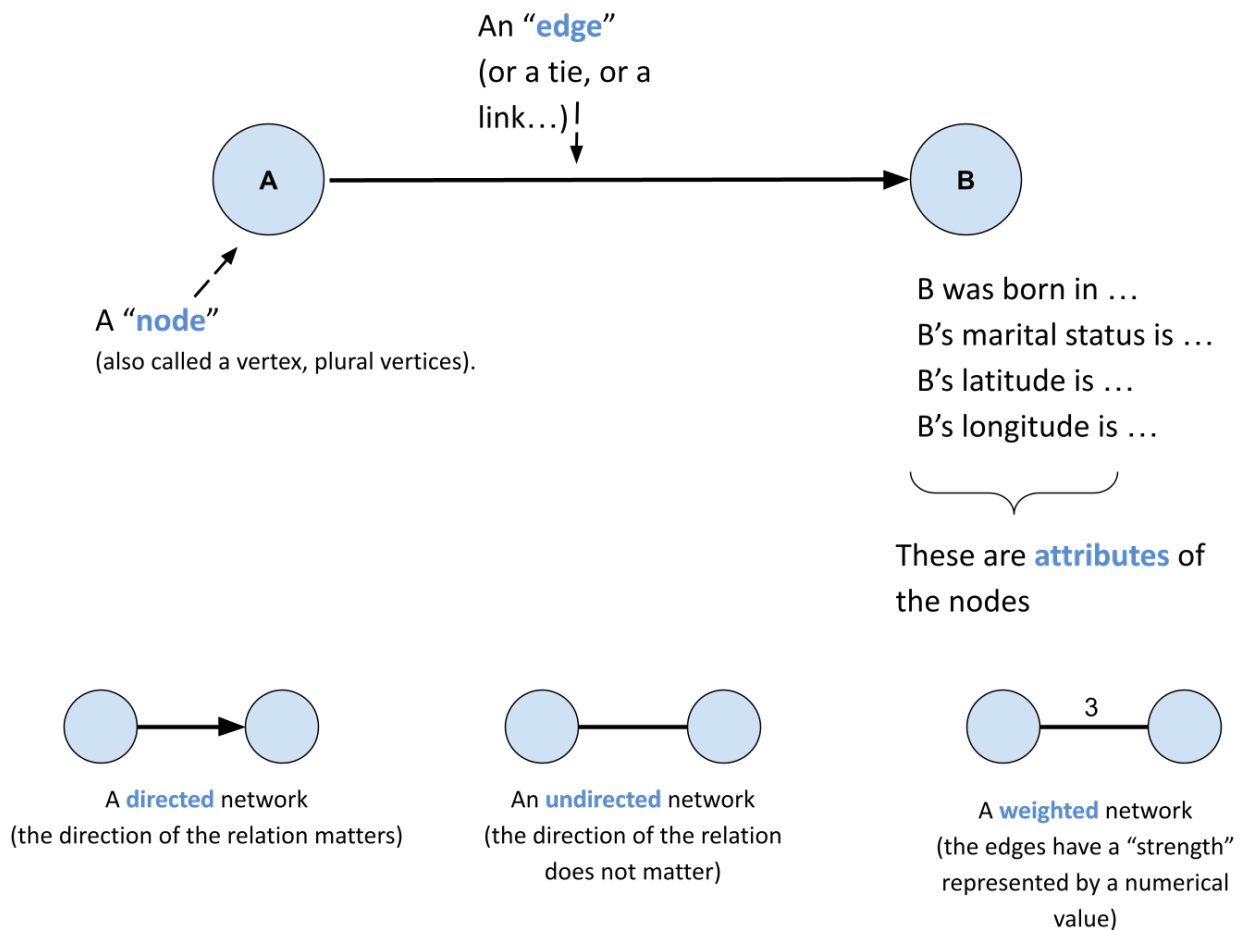 An “edge”
(or a tie, or a
link…)
A
B
A “node”
(also called a vertex, plural vertices).
B was born in …
B’s marital status is …
B’s latitude is …
B’s longitude is …
These are attributes of
the nodes
A directed network
(the direction of the relation matters)
An undirected network
(the direction of the relation
does not matter)
3
A weighted network
(the edges have a “strength”
represented by a numerical
value)